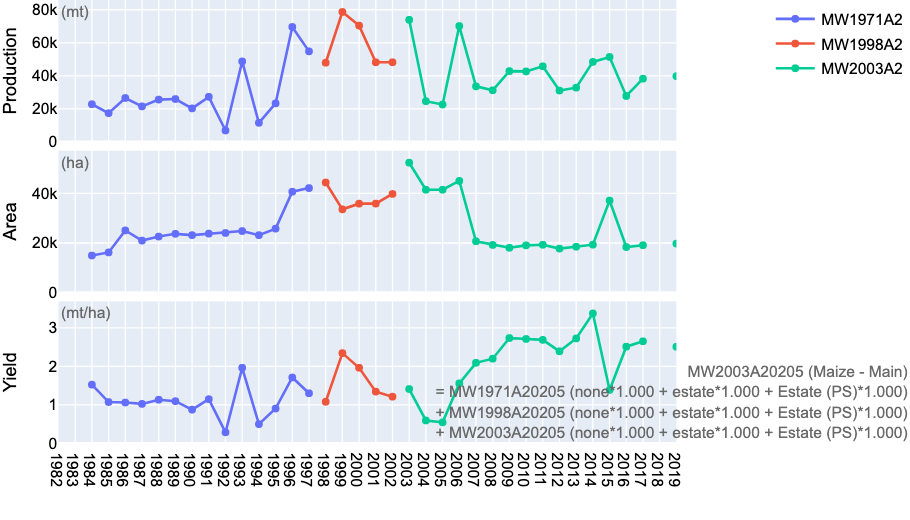 Production
(mt)
80k
60k
40k
20k
0
MW1971A2
MW1998A2
MW2003A2
Area
(ha)
40k
20k
0
Yield
(mt/ha)
3
2
1
0
MW2003A20205 (Maize - Main)
= MW1971A20205 (none*1.000 + estate*1.000 + Estate (PS)*1.000)
+ MW1998A20205 (none*1.000 + estate*1.000 + Estate (PS)*1.000)
+ MW2003A20205 (none*1.000 + estate*1.000 + Estate (PS)*1.000)
1982
1983
1984
1985
1986
1987
1988
1989
1990
1991
1992
1993
1994
1995
1996
1997
1998
1999
2000
2001
2002
2003
2004
2005
2006
2007
2008
2009
2010
2011
2012
2013
2014
2015
2016
2017
2018
2019